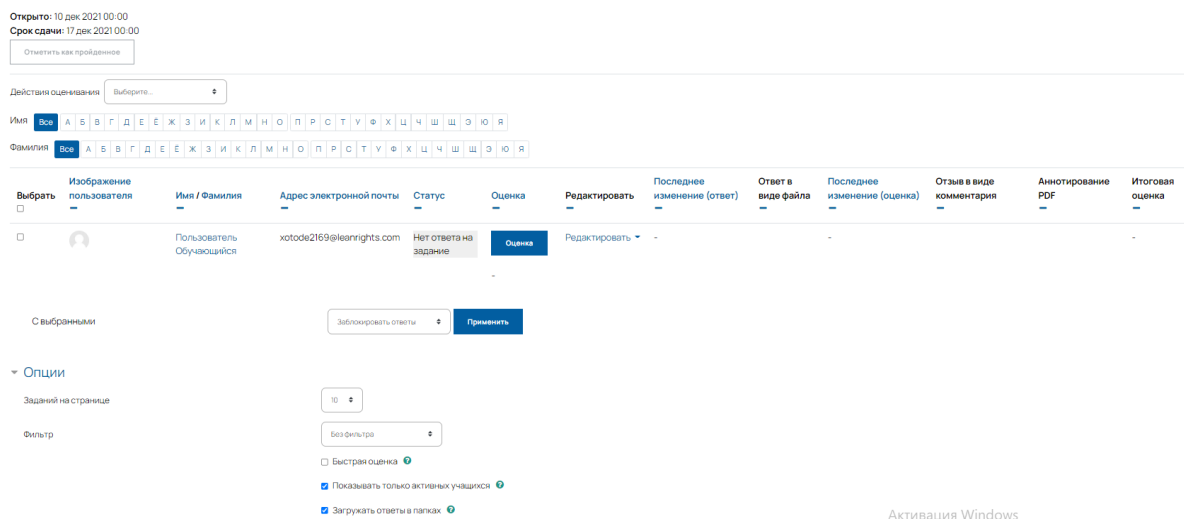 Открыто: 10 дек 2021 00:00
Срок сдачи: 17 дек 2021 00:00
Отметить как пройденное
Действия оценивания Выберите...
Имя Все А Б В Г Д Е Ё Ж З И К Л М Н О П Р С Т У Ф Х Ц Ч Ш Щ Э Ю Я
Фамилия Все А Б В Г Д Е Ё Ж З И К Л М Н О П Р С Т У Ф Х Ц Ч Ш Щ Э Ю Я
Выбрать Изображение пользователя Имя / Фамилия Адрес электронной почты Статус Оценка Редактировать Последнее изменение (ответ) Ответ в виде файла Последнее изменение (оценка) Отзыв в виде комментария Аннотирование PDF Итоговая оценка
Пользователь Обучающийся xotode2169@leanrights.com Нет ответа на задание Оценка Редактировать - - -
-
С выбранными Заблокировать ответы Применить
Опции
Заданий на странице 10
Фильтр Без фильтра
Быстрая оценка ?
Показывать только активных учащихся ?
Загружать ответы в папках ?
Активация Windows